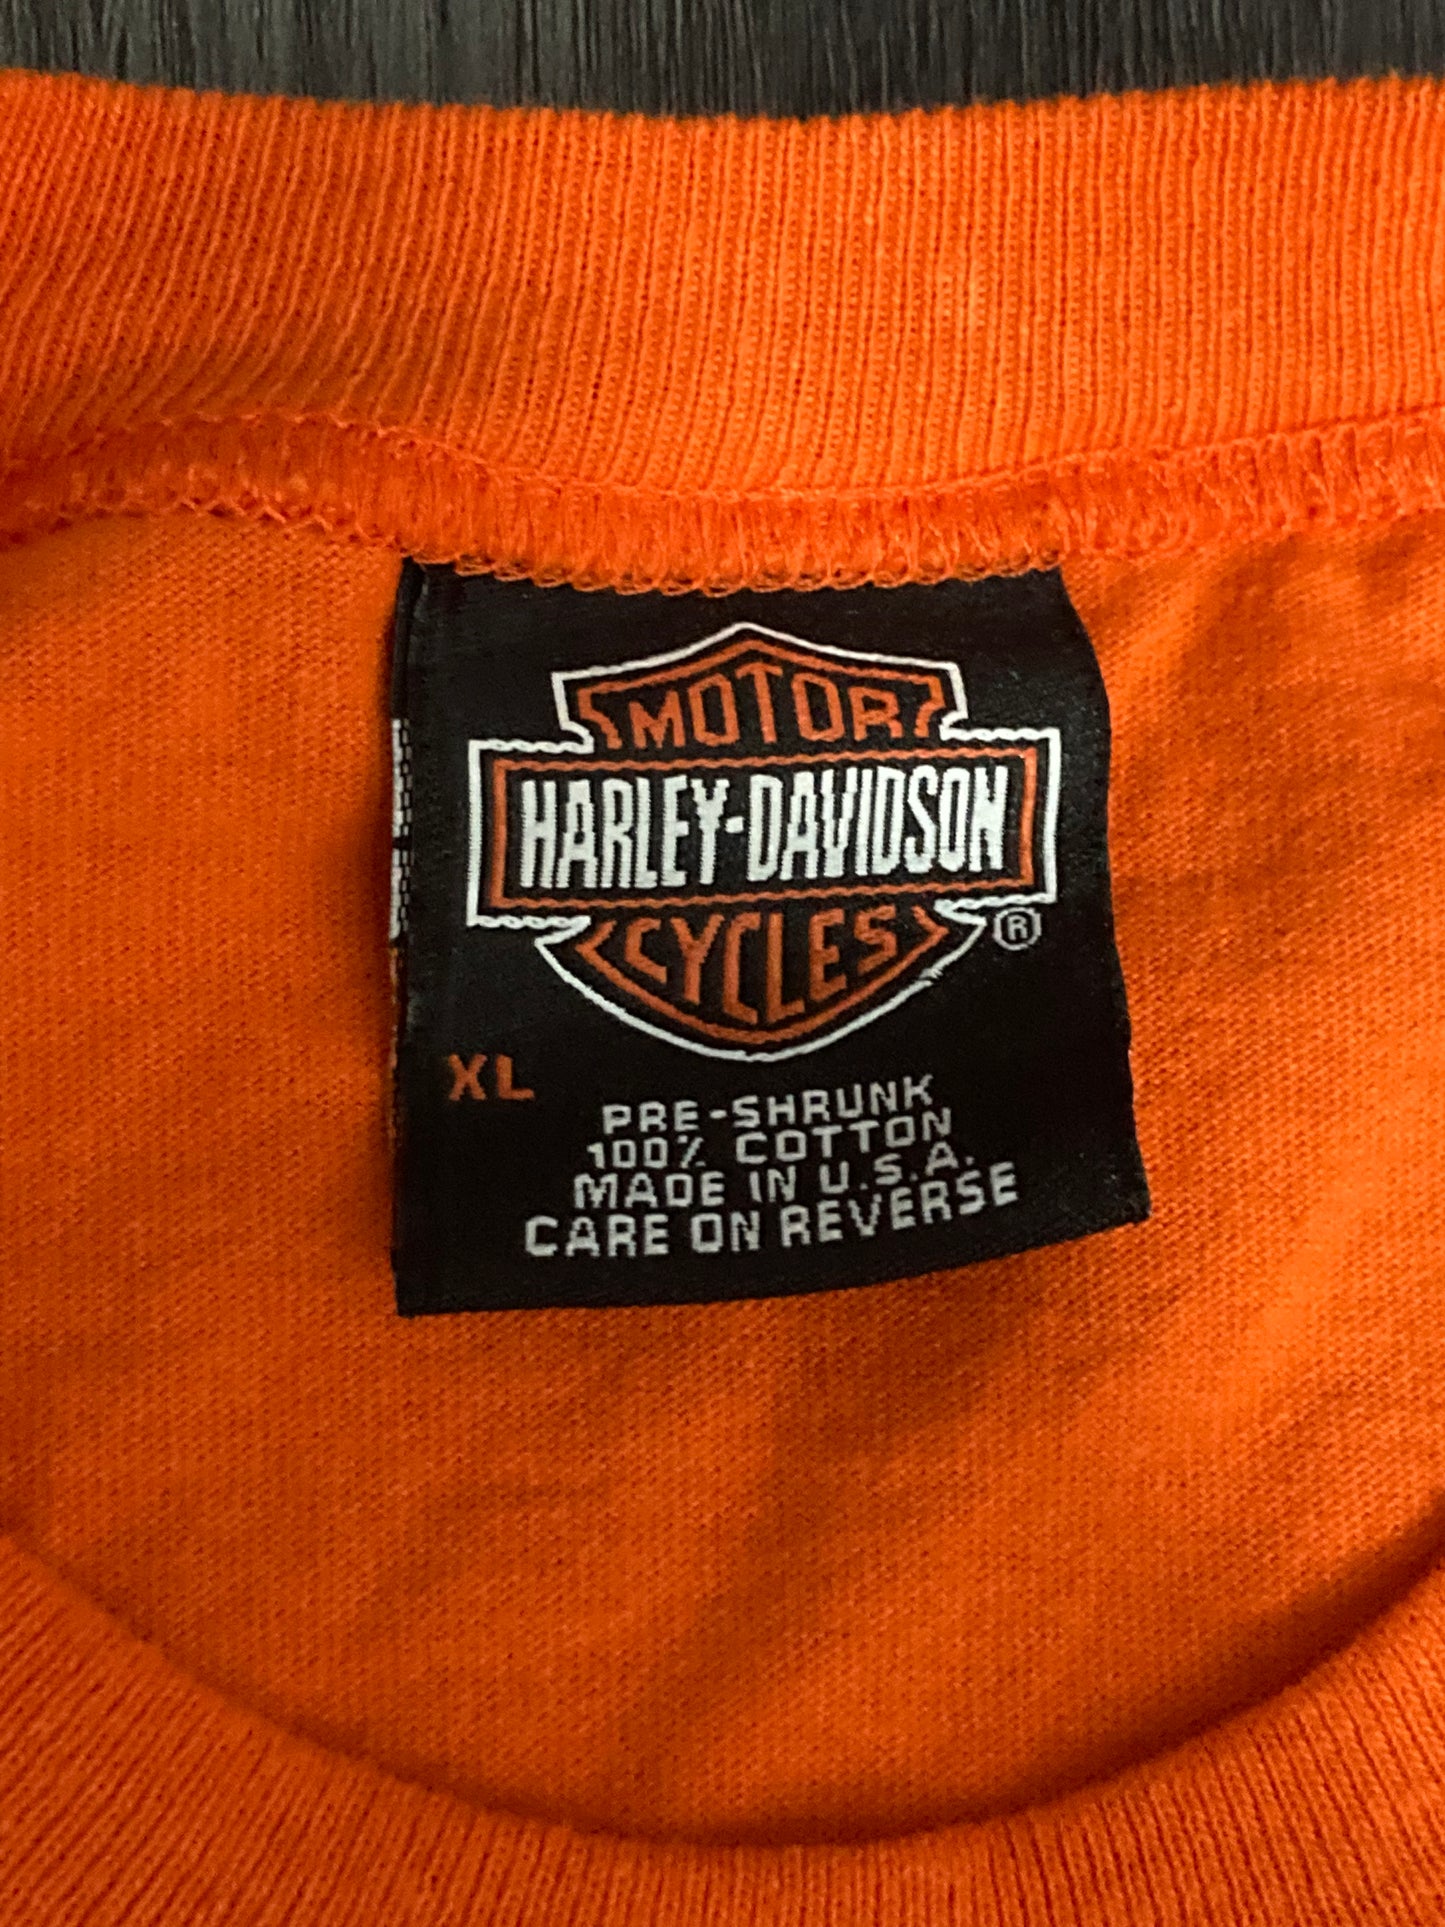 MOTOR
HARLEY-DAVIDSON
CYCLES
®
XL
PRE-SHRUNK
100% COTTON
MADE IN U.S.A.
CARE ON REVERSE